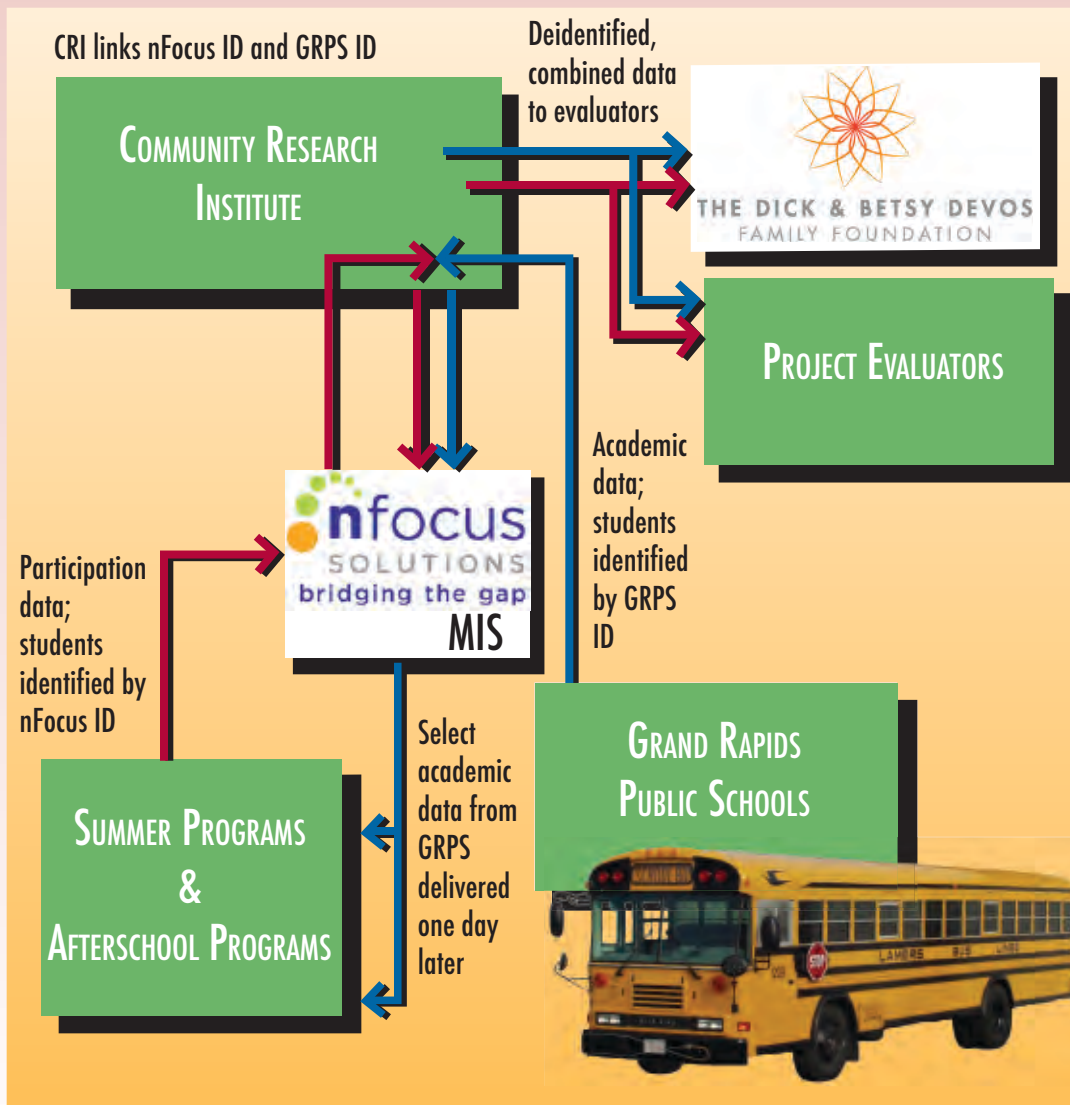 CRI links nFocus ID and GRPS ID
COMMUNITY RESEARCH
INSTITUTE
Deidentified,
combined data
to evaluators
THE DICK & BETSY DEVOS
FAMILY FOUNDATION
PROJECT EVALUATORS
Academic
data;
students
identified
by GRPS
ID
nfocus
SOLUTIONS
bridging the gap
MIS
Participation
data;
students
identified by
nFocus ID
Select
academic
data from
GRPS
delivered
one day
later
SUMMER PROGRAMS
&
AFTERSCHOOL PROGRAMS
GRAND RAPIDS
PUBLIC SCHOOLS
LAMERS BUS LINES
STOP